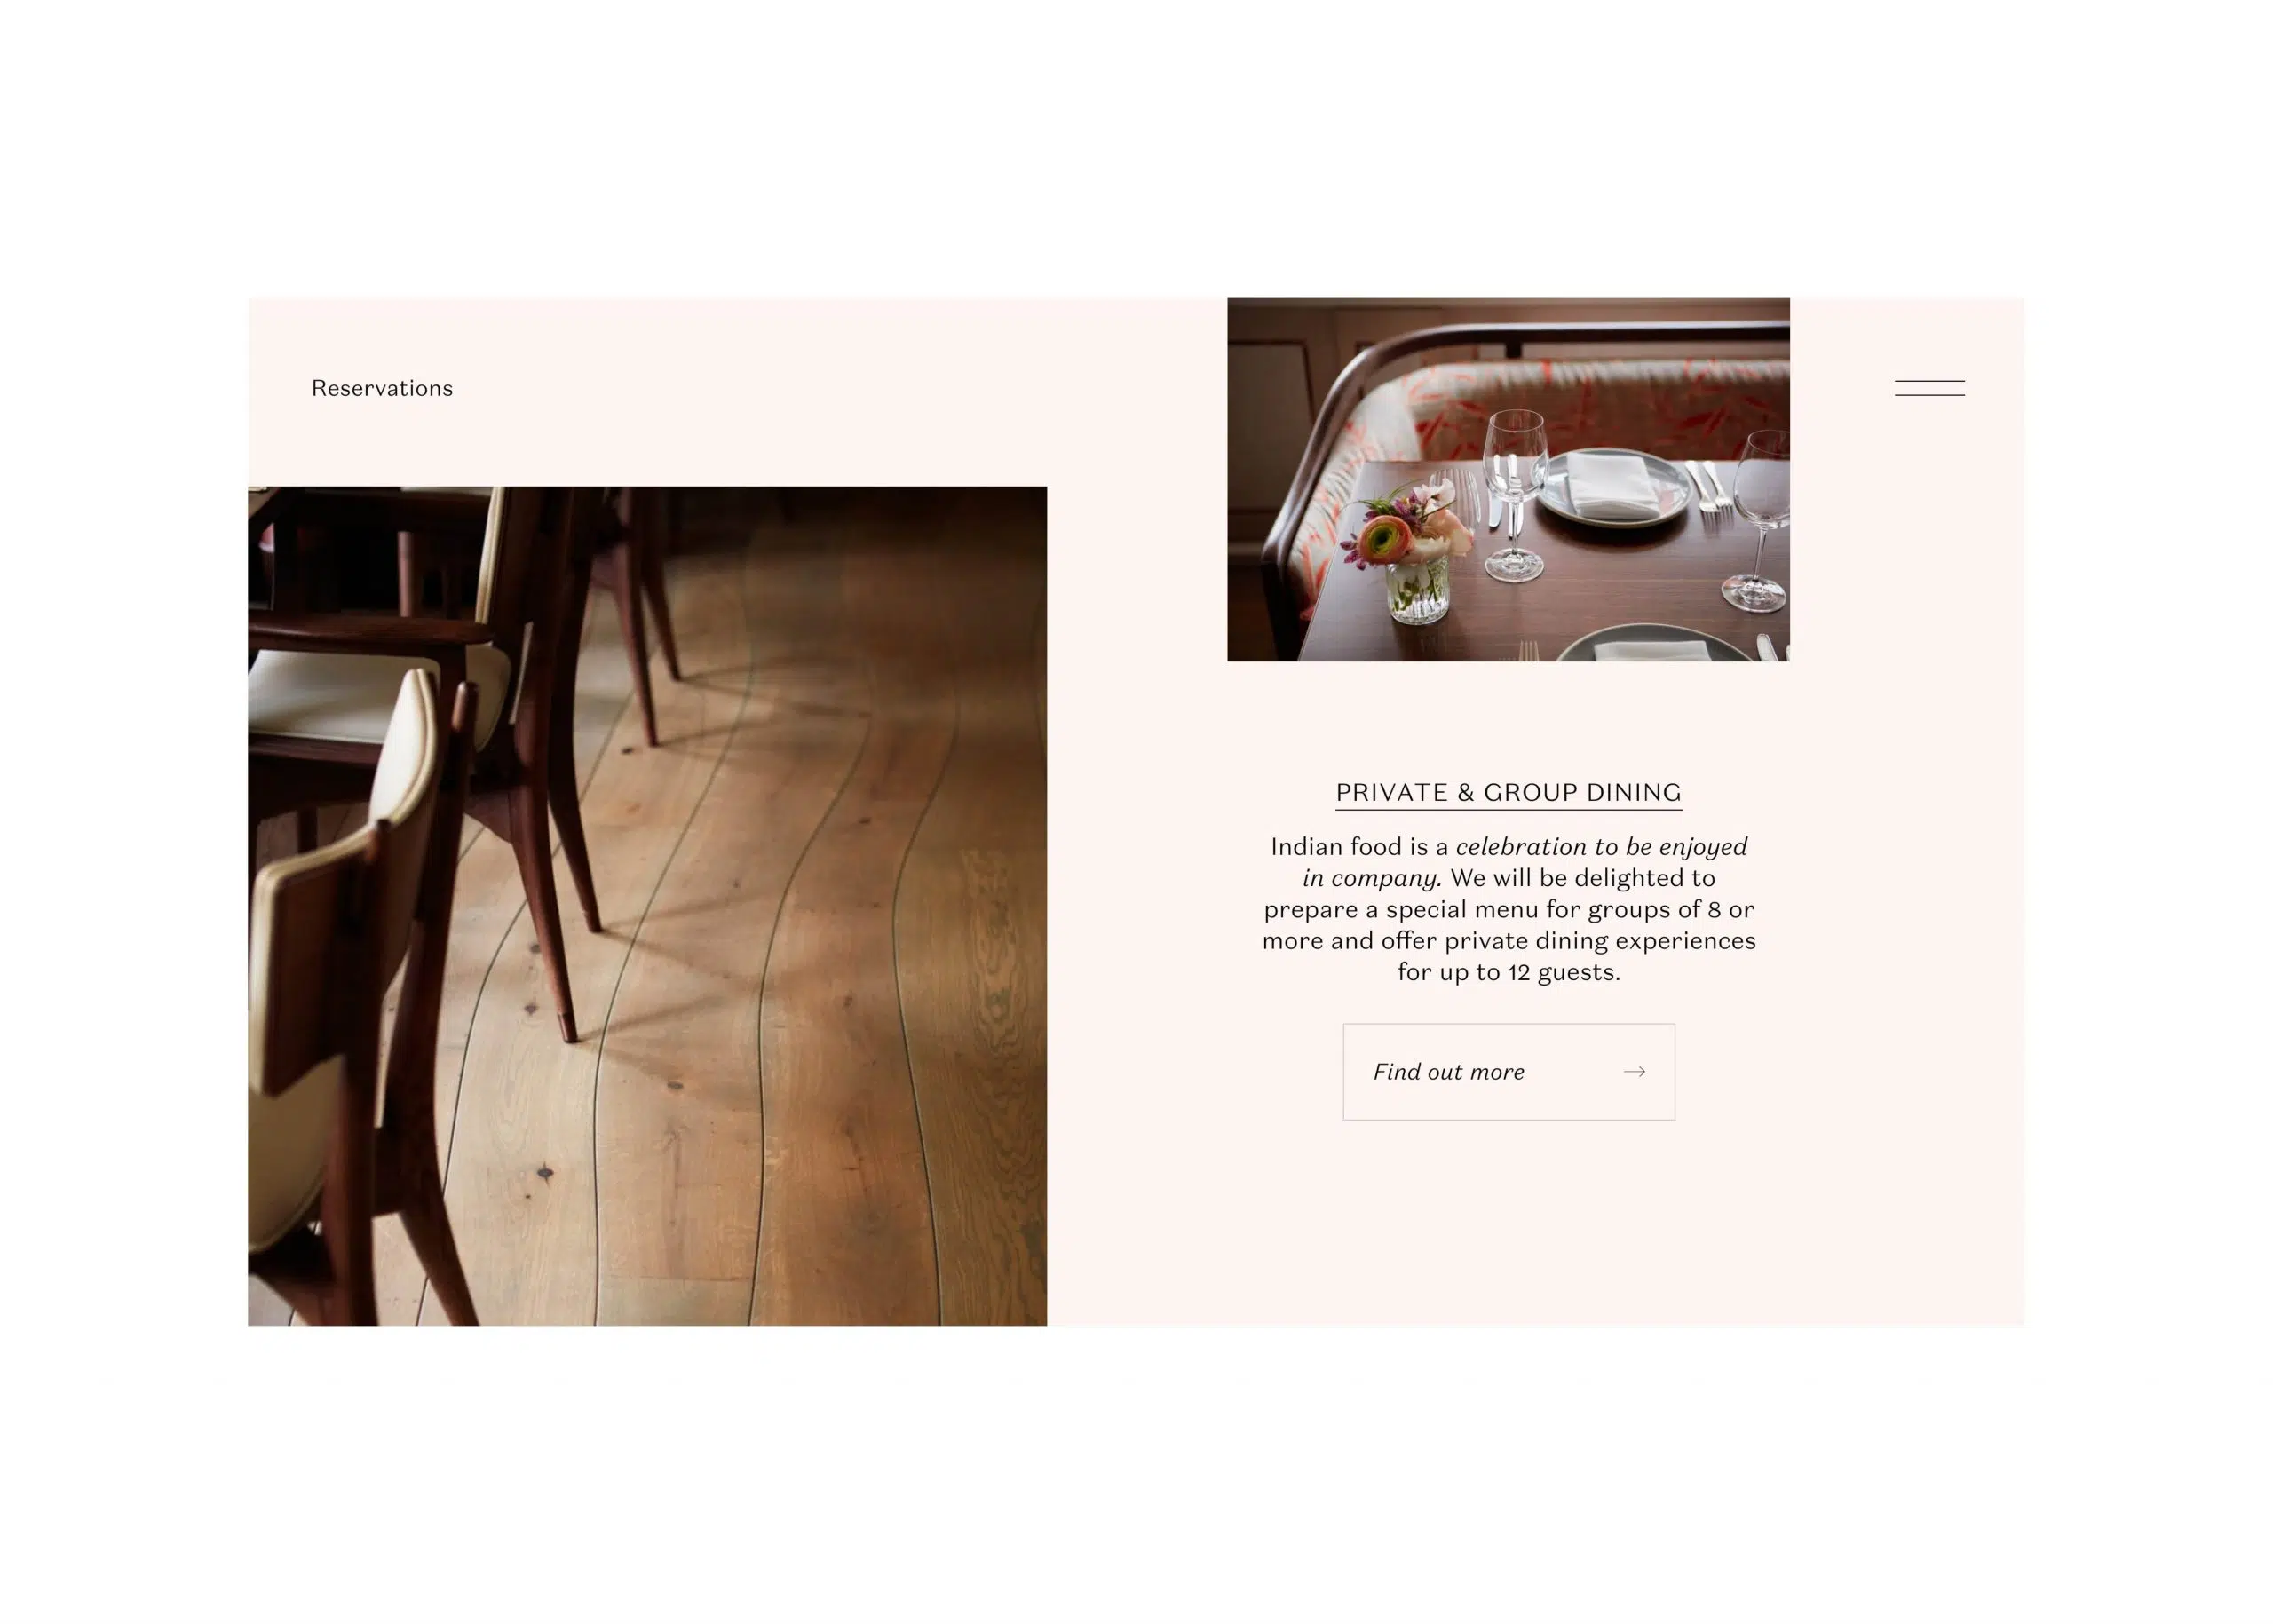 Reservations
PRIVATE & GROUP DINING
Indian food is a celebration to be enjoyed
in company. We will be delighted to
prepare a special menu for groups of 8 or
more and offer private dining experiences
for up to 12 guests.
Find out more →